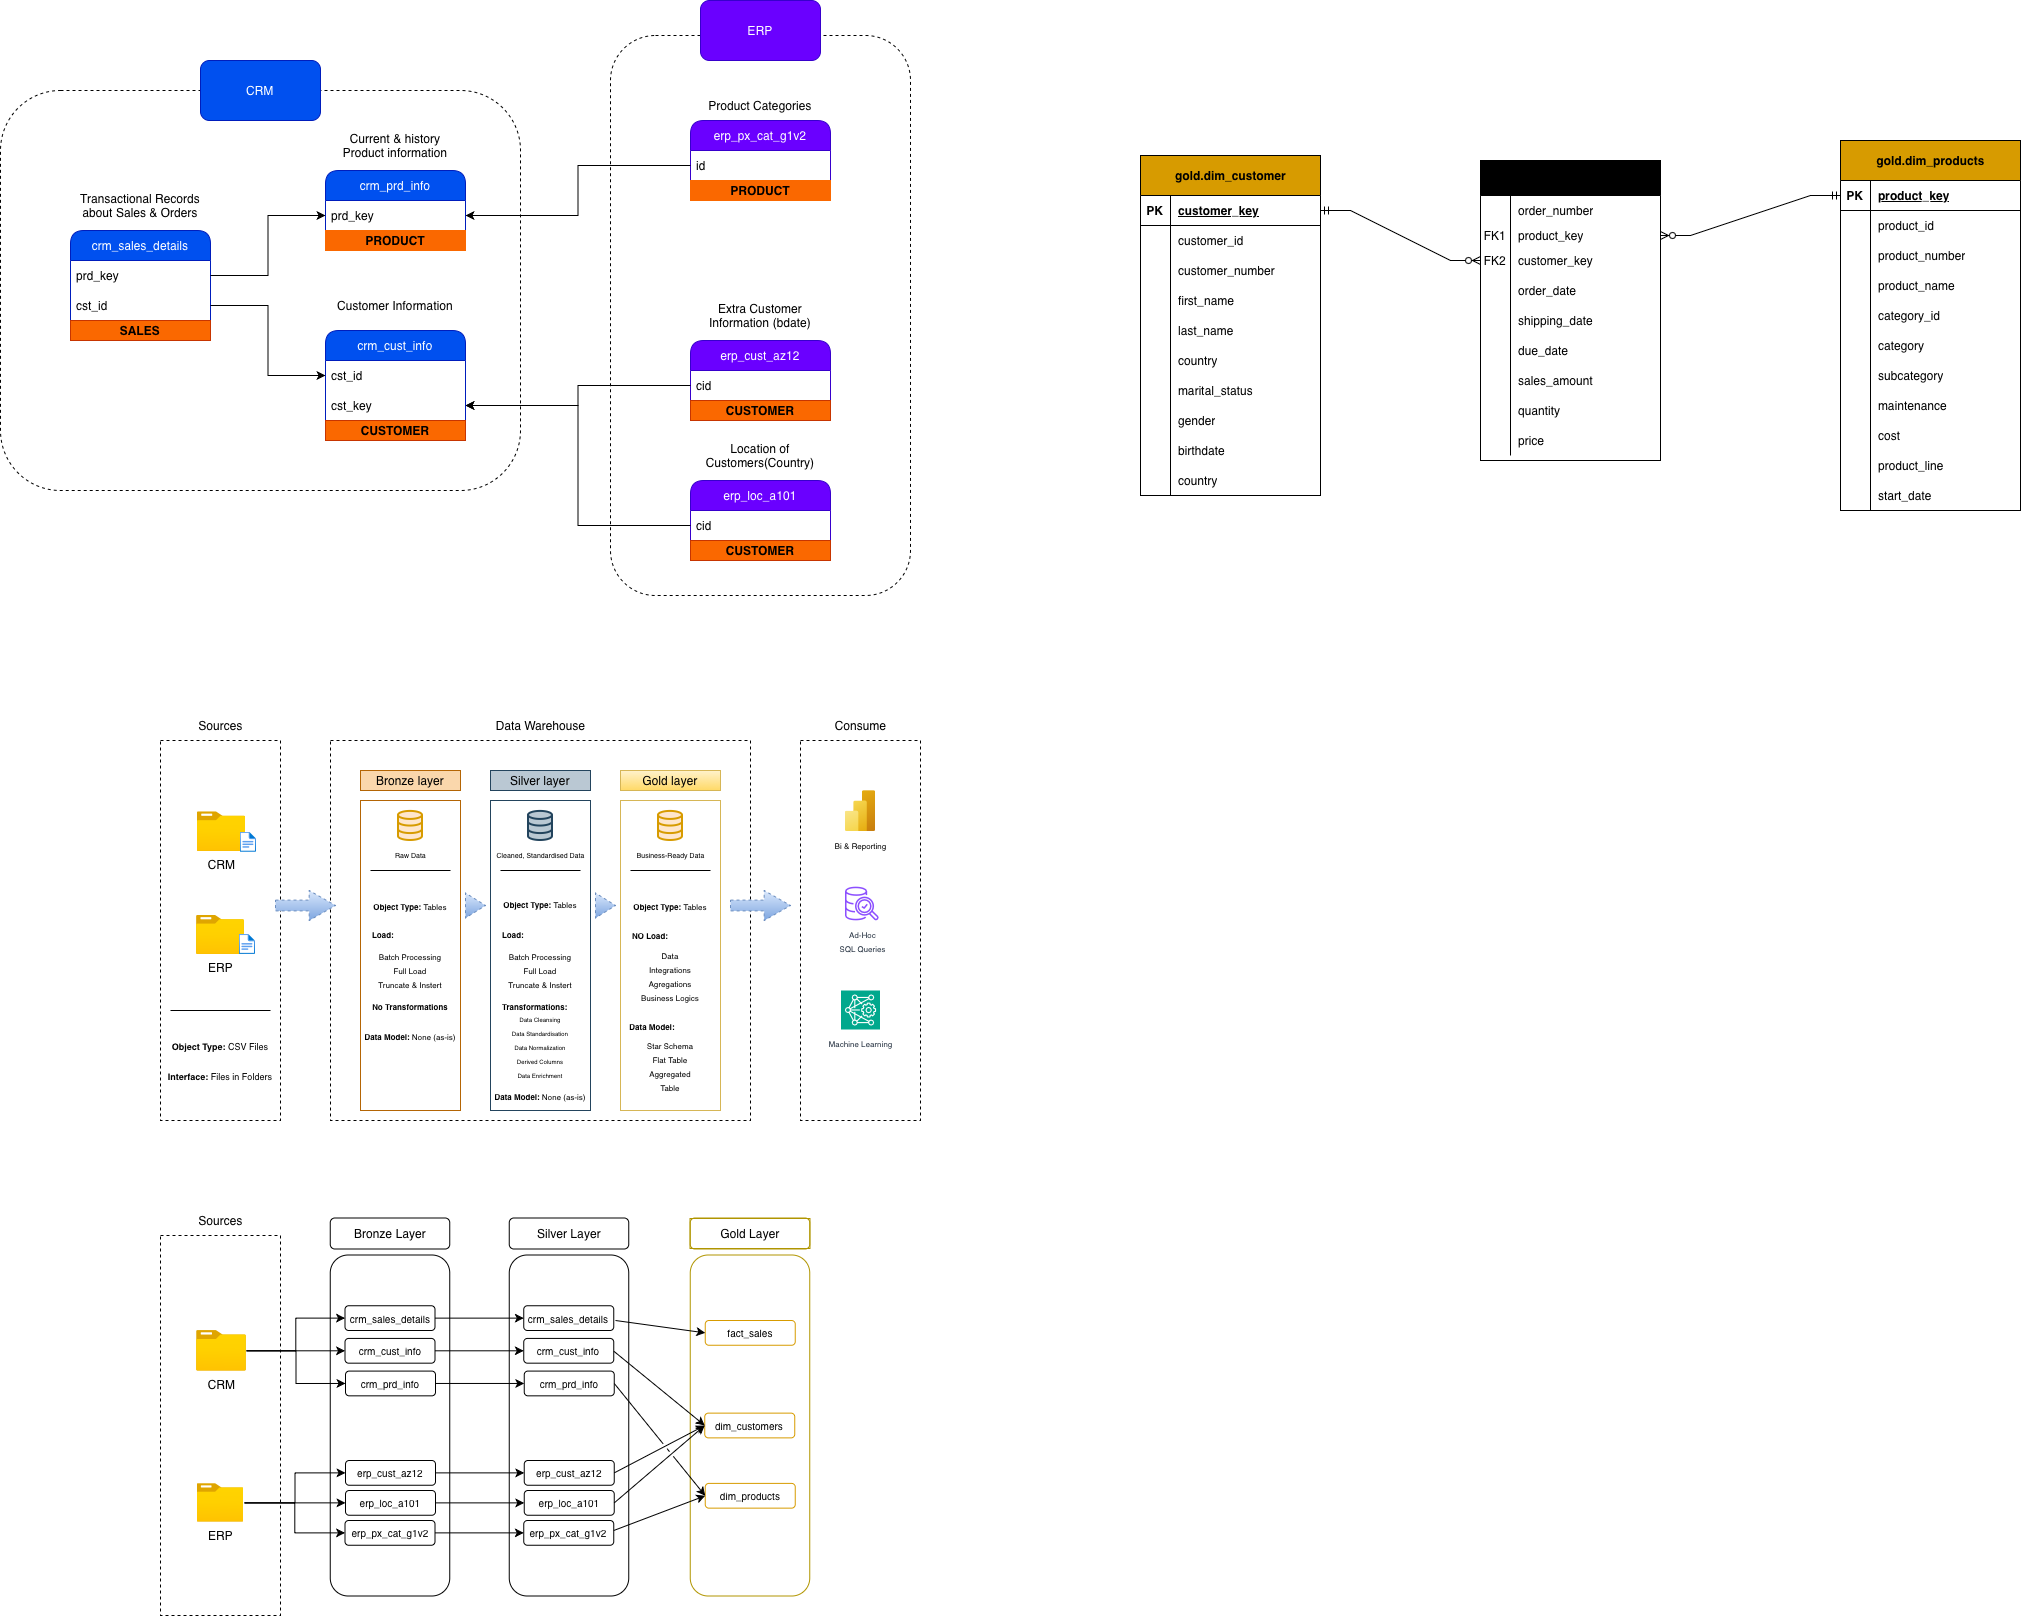 ERP
CRM
Product Categories
erp_px_cat_g1v2
id
PRODUCT
Current & history
Product information
crm_prd_info
prd_key
PRODUCT
Transactional Records
about Sales & Orders
crm_sales_details
prd_key
cst_id
SALES
Customer Information
crm_cust_info
cst_id
cst_key
CUSTOMER
Extra Customer
Information (bdate)
erp_cust_az12
cid
CUSTOMER
Location of
Customers(Country)
erp_loc_a101
cid
CUSTOMER
gold.dim_customer
PK customer_key
customer_id
customer_number
first_name
last_name
country
marital_status
gender
birthdate
country
order_number
FK1 product_key
FK2 customer_key
order_date
shipping_date
due_date
sales_amount
quantity
price
gold.dim_products
PK product_key
product_id
product_number
product_name
category_id
category
subcategory
maintenance
cost
product_line
start_date
Sources
CRM
ERP
Object Type: CSV Files
Interface: Files in Folders
Data Warehouse
Bronze layer
Raw Data
Object Type: Tables
Load:
Batch Processing
Full Load
Truncate & Instert
No Transformations
Data Model: None (as-is)
Silver layer
Cleaned, Standardised Data
Object Type: Tables
Load:
Batch Processing
Full Load
Truncate & Instert
Transformations:
Data Cleansing
Data Standardisation
Data Normalization
Derived Columns
Data Enrichment
Data Model: None (as-is)
Gold layer
Business-Ready Data
Object Type: Tables
NO Load:
Data
Integrations
Agregations
Business Logics
Data Model:
Star Schema
Flat Table
Aggregated
Table
Consume
Bi & Reporting
Ad-Hoc
SQL Queries
Machine Learning
Sources
CRM
ERP
Bronze Layer
crm_sales_details
crm_cust_info
crm_prd_info
erp_cust_az12
erp_loc_a101
erp_px_cat_g1v2
Silver Layer
crm_sales_details
crm_cust_info
crm_prd_info
erp_cust_az12
erp_loc_a101
erp_px_cat_g1v2
Gold Layer
fact_sales
dim_customers
dim_products